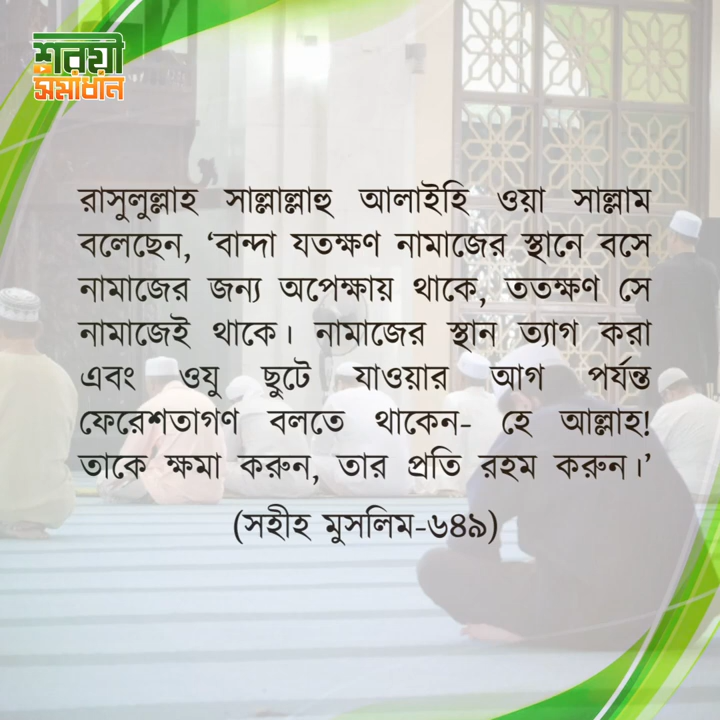 শরয়ী
সমাধান
রাসুলুল্লাহ সাল্লাল্লাহু আলাইহি ওয়া সাল্লাম
বলেছেন, ‘বান্দা যতক্ষণ নামাজের স্থানে বসে
নামাজের জন্য অপেক্ষায় থাকে, ততক্ষণ সে
নামাজেই থাকে। নামাজের স্থান ত্যাগ করা
এবং ওযু ছুটে যাওয়ার আগ পর্যন্ত
ফেরেশতাগণ বলতে থাকেন- হে আল্লাহ!
তাকে ক্ষমা করুন, তার প্রতি রহম করুন।’
(সহীহ মুসলিম-৬৪৯)